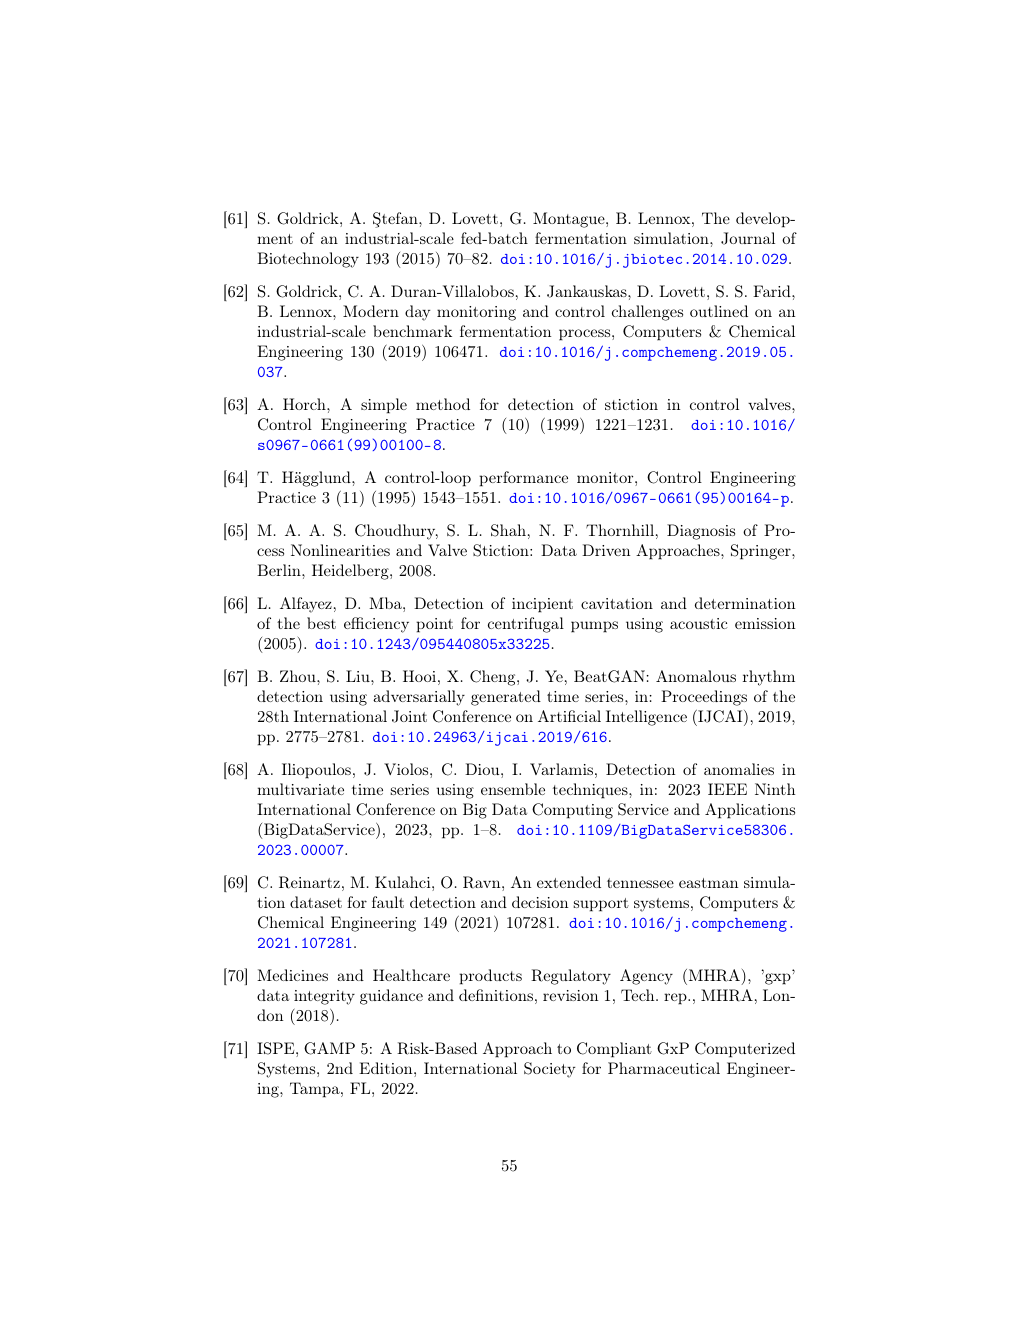 [61] S. Goldrick, A. Ştefan, D. Lovett, G. Montague, B. Lennox, The develop-
ment of an industrial-scale fed-batch fermentation simulation, Journal of
Biotechnology 193 (2015) 70–82. doi:10.1016/j.jbiotec.2014.10.029.
[62] S. Goldrick, C. A. Duran-Villalobos, K. Jankauskas, D. Lovett, S. S. Farid,
B. Lennox, Modern day monitoring and control challenges outlined on an
industrial-scale benchmark fermentation process, Computers & Chemical
Engineering 130 (2019) 106471. doi:10.1016/j.compchemeng.2019.05.
037.
[63] A. Horch, A simple method for detection of stiction in control valves,
Control Engineering Practice 7 (10) (1999) 1221–1231. doi:10.1016/
s0967-0661(99)00100-8.
[64] T. Hägglund, A control-loop performance monitor, Control Engineering
Practice 3 (11) (1995) 1543–1551. doi:10.1016/0967-0661(95)00164-p.
[65] M. A. A. S. Choudhury, S. L. Shah, N. F. Thornhill, Diagnosis of Pro-
cess Nonlinearities and Valve Stiction: Data Driven Approaches, Springer,
Berlin, Heidelberg, 2008.
[66] L. Alfayez, D. Mba, Detection of incipient cavitation and determination
of the best efficiency point for centrifugal pumps using acoustic emission
(2005). doi:10.1243/095440805x33225.
[67] B. Zhou, S. Liu, B. Hooi, X. Cheng, J. Ye, BeatGAN: Anomalous rhythm
detection using adversarially generated time series, in: Proceedings of the
28th International Joint Conference on Artificial Intelligence (IJCAI), 2019,
pp. 2775–2781. doi:10.24963/ijcai.2019/616.
[68] A. Iliopoulos, J. Violos, C. Diou, I. Varlamis, Detection of anomalies in
multivariate time series using ensemble techniques, in: 2023 IEEE Ninth
International Conference on Big Data Computing Service and Applications
(BigDataService), 2023, pp. 1–8. doi:10.1109/BigDataService58306.
2023.00007.
[69] C. Reinartz, M. Kulahci, O. Ravn, An extended tennessee eastman simula-
tion dataset for fault detection and decision support systems, Computers &
Chemical Engineering 149 (2021) 107281. doi:10.1016/j.compchemeng.
2021.107281.
[70] Medicines and Healthcare products Regulatory Agency (MHRA), 'gxp'
data integrity guidance and definitions, revision 1, Tech. rep., MHRA, Lon-
don (2018).
[71] ISPE, GAMP 5: A Risk-Based Approach to Compliant GxP Computerized
Systems, 2nd Edition, International Society for Pharmaceutical Engineer-
ing, Tampa, FL, 2022.
55